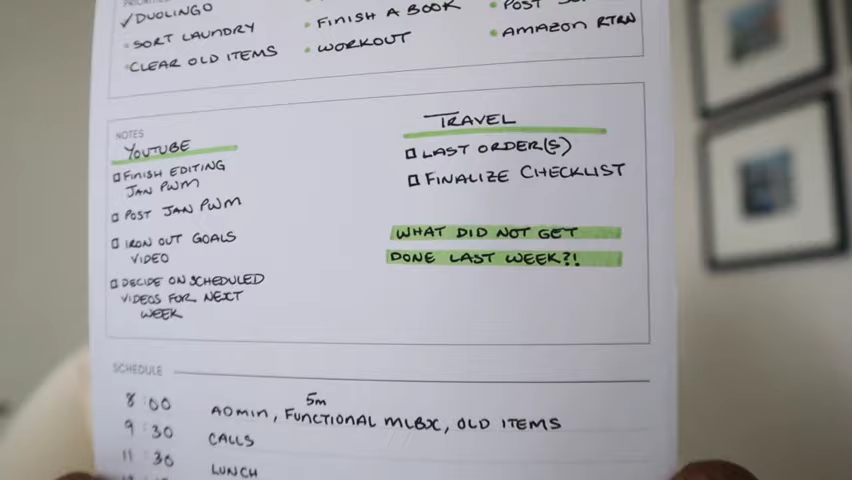 ✓DUOLINGO
• SORT LAUNDRY
• CLEAR OLD ITEMS
• FINISH A BOOK
• WORKOUT
• POST
• AMAZON RTRN
NOTES
YOUTUBE
FINISH EDITING
JAN PWM
POST JAN PWM
IRON OUT GOALS
VIDEO
DECIDE ON SCHEDULED
VIDEOS FOR NEXT
WEEK
TRAVEL
LAST ORDER(S)
FINALIZE CHECKLIST
WHAT DID NOT GET
DONE LAST WEEK?!
SCHEDULE
8:00 ADMIN, 5m FUNCTIONAL MLBX, OLD ITEMS
9:30 CALLS
11:30 LUNCH